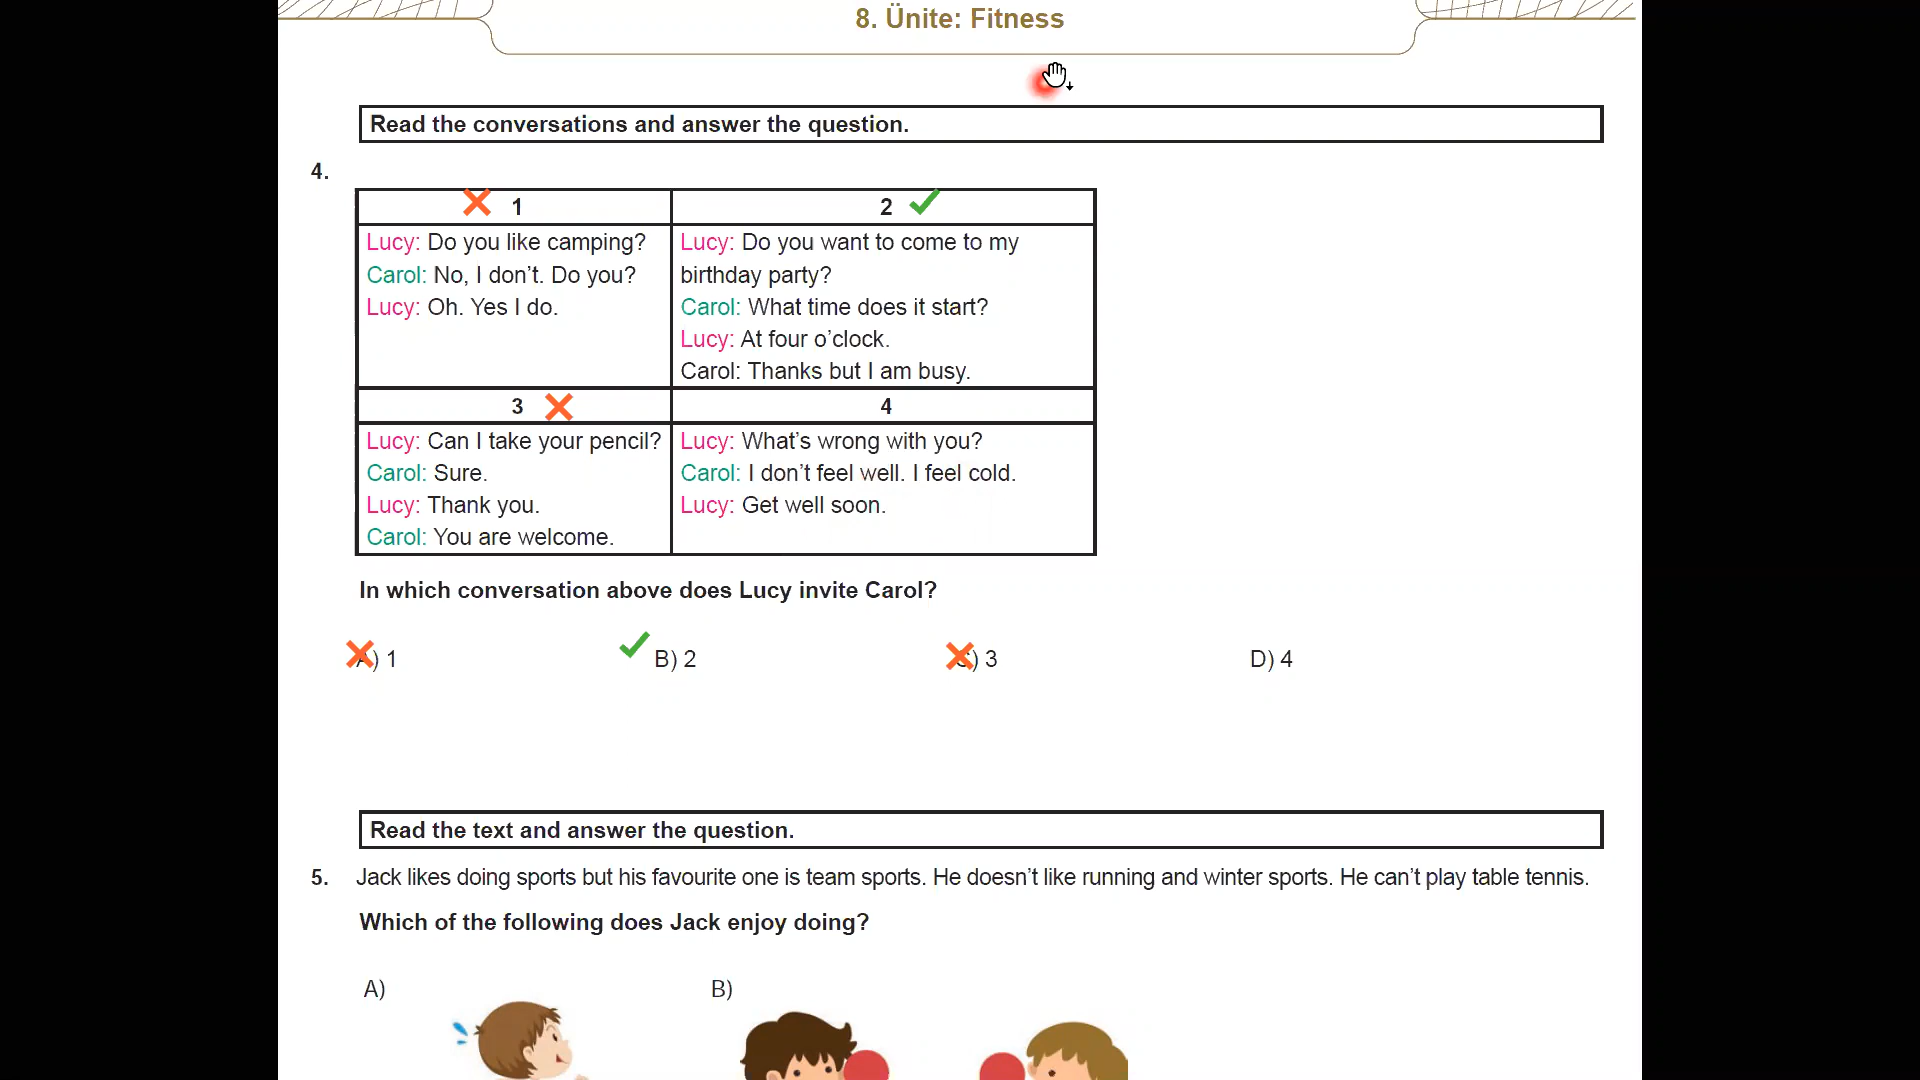 8. Ünite: Fitness
Read the conversations and answer the question.
4.
1
Lucy: Do you like camping?
Carol: No, I don’t. Do you?
Lucy: Oh. Yes I do.
2
Lucy: Do you want to come to my
birthday party?
Carol: What time does it start?
Lucy: At four o’clock.
Carol: Thanks but I am busy.
3
Lucy: Can I take your pencil?
Carol: Sure.
Lucy: Thank you.
Carol: You are welcome.
4
Lucy: What’s wrong with you?
Carol: I don’t feel well. I feel cold.
Lucy: Get well soon.
In which conversation above does Lucy invite Carol?
A) 1
B) 2
C) 3
D) 4
Read the text and answer the question.
5. Jack likes doing sports but his favourite one is team sports. He doesn’t like running and winter sports. He can’t play table tennis.
Which of the following does Jack enjoy doing?
A)
B)